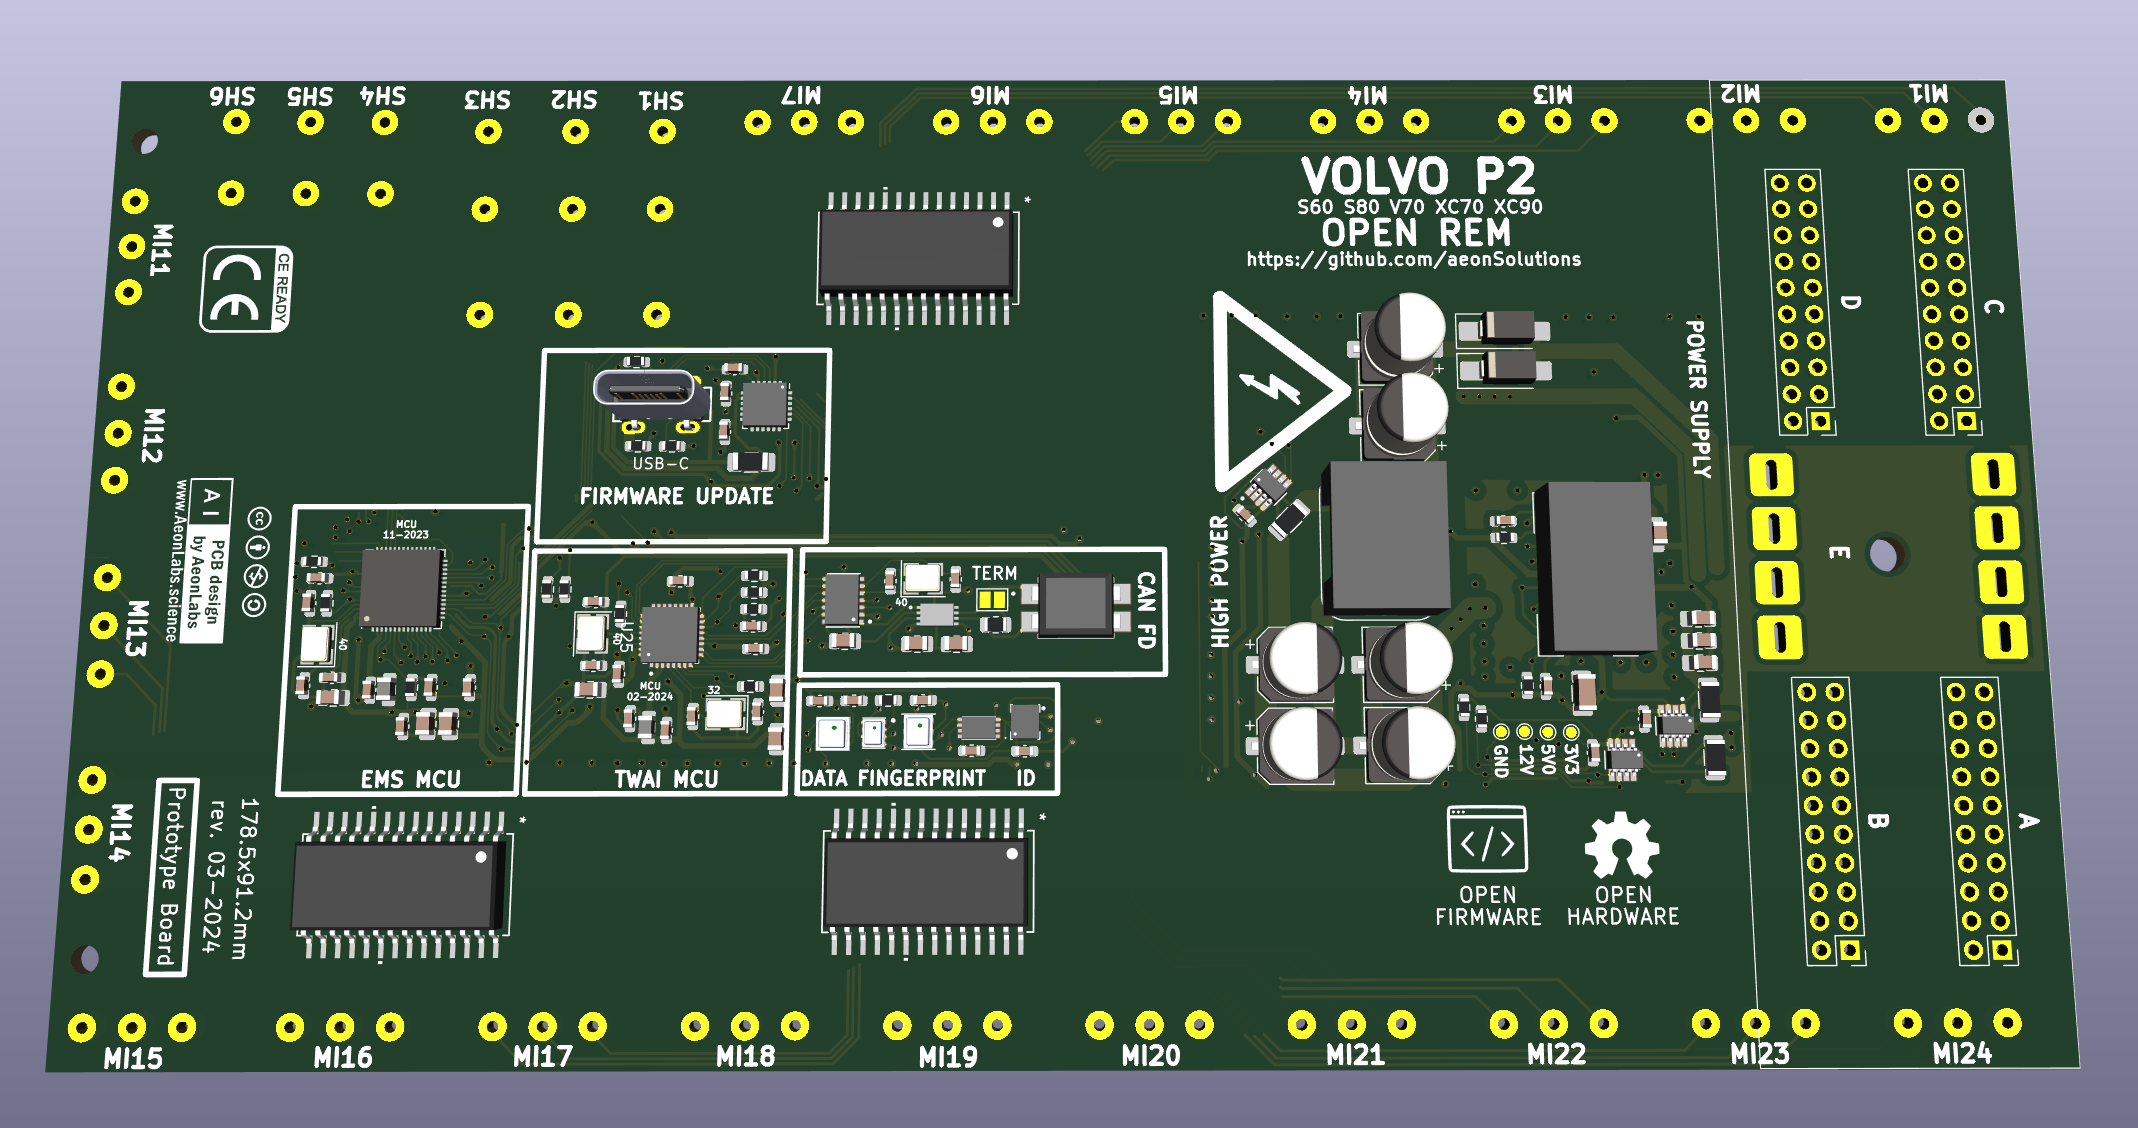 SH6
SH5
SH4
SH3
SH2
SH1
MI7
MI6
MI5
MI4
MI3
MI2
MI1
VOLVO P2
S60 S80 V70 XC70 XC90
OPEN REM
https://github.com/aeonSolutions
MI11
CE
CE READY
D
C
POWER SUPPLY
MI12
USB-C
FIRMWARE UPDATE
www.AeonLabs.science
AI
PCB design
by AeonLabs
cc
MCU
11-2023
40
EMS MCU
40
U25
MCU
02-2024
32
TWAI MCU
TERM
40
CAN FD
DATA FINGERPRINT
ID
HIGH POWER
E
MI13
GND
12V
5V0
3V3
MI14
Prototype Board
rev. 03-2024
178.5x91.2mm
</>
OPEN
FIRMWARE
OPEN
HARDWARE
B
A
MI15
MI16
MI17
MI18
MI19
MI20
MI21
MI22
MI23
MI24